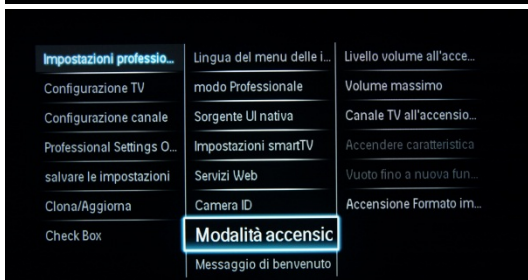 Impostazioni professio...
Configurazione TV
Configurazione canale
Professional Settings O...
salvare le impostazioni
Clona/Aggiorna
Check Box
Lingua del menu delle i...
modo Professionale
Sorgente UI nativa
Impostazioni smartTV
Servizi Web
Camera ID
Modalità accensic
Messaggio di benvenuto
Livello volume all'acce...
Volume massimo
Canale TV all'accensio...
Accendere caratteristica
Vuoto fino a nuova fun...
Accensione Formato im...